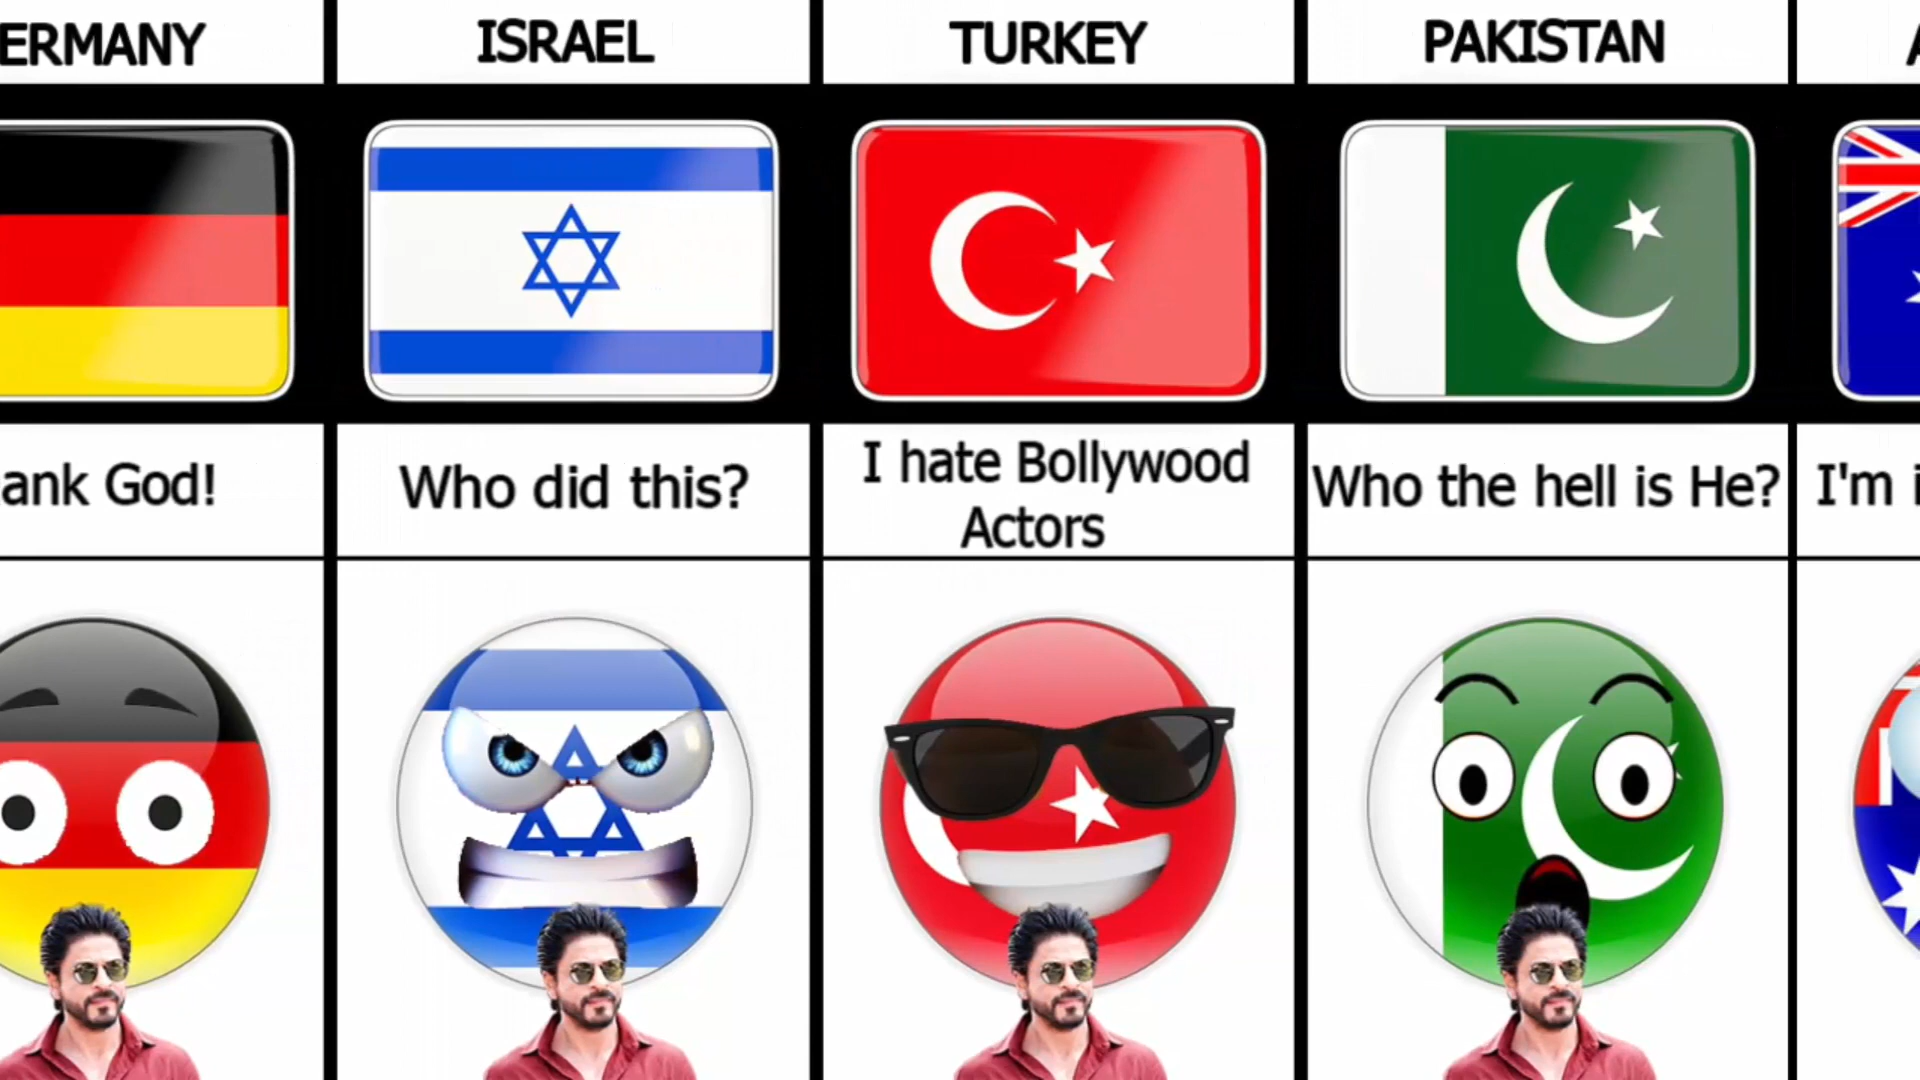 ERMANY
ISRAEL
TURKEY
PAKISTAN
A
ank God!
Who did this?
I hate Bollywood
Actors
Who the hell is He?
I'm i